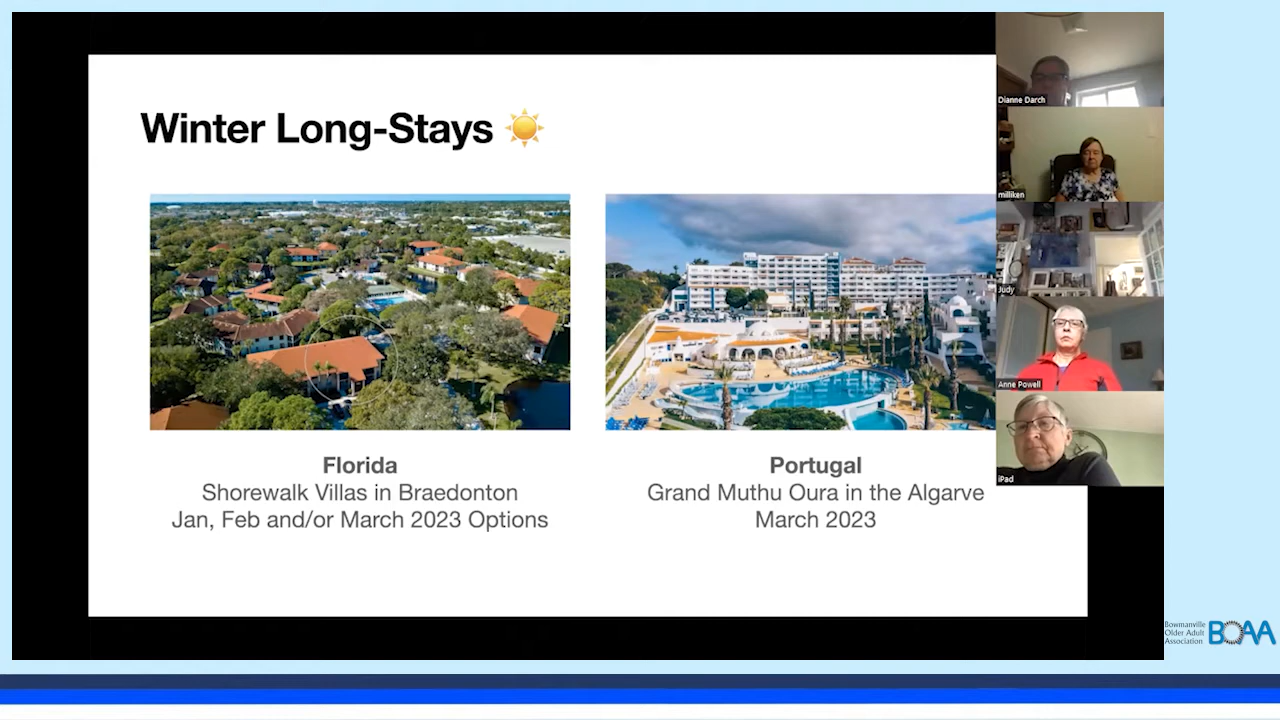 Winter Long-Stays
Florida
Shorewalk Villas in Braedonton
Jan, Feb and/or March 2023 Options
Portugal
Grand Muthu Oura in the Algarve
March 2023
Dianne Darch
milliken
Judy
Anne Powell
iPad
Bowmanville
Older Adult
Association
BOAA